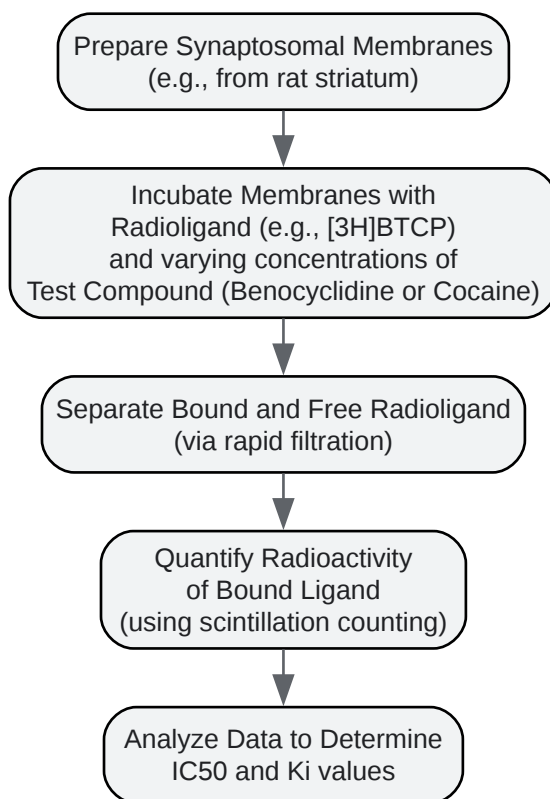 Prepare Synaptosomal Membranes
(e.g., from rat striatum)
Incubate Membranes with
Radioligand (e.g., [3H]BTCP)
and varying concentrations of
Test Compound (Benocyclidine or Cocaine)
Separate Bound and Free Radioligand
(via rapid filtration)
Quantify Radioactivity
of Bound Ligand
(using scintillation counting)
Analyze Data to Determine
IC50 and Ki values